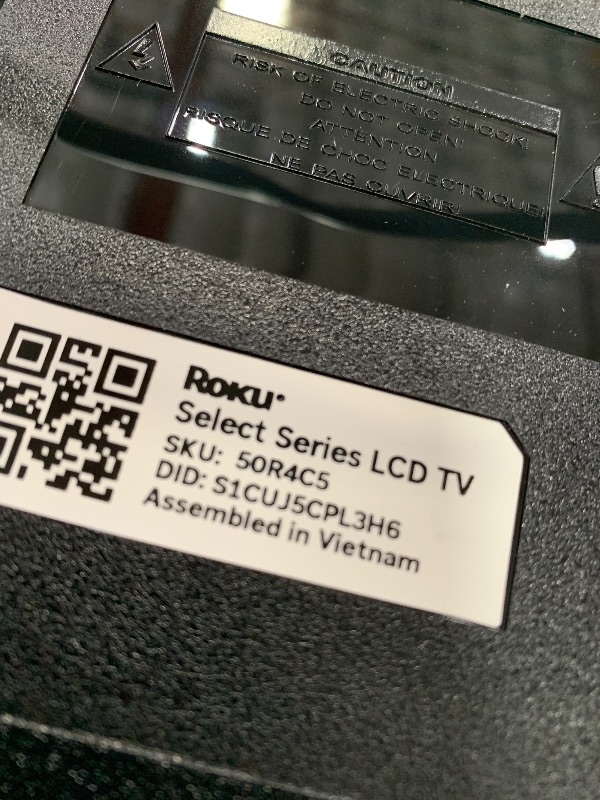 CAUTION
RISK OF ELECTRIC SHOCK!
DO NOT OPEN!
ATTENTION
RISQUE DE CHOC ELECTRIQUE!
NE PAS OUVRIR!
Roku
Select Series LCD TV
SKU: 50R4C5
DID: S1CUJ5CPL3H6
Assembled in Vietnam